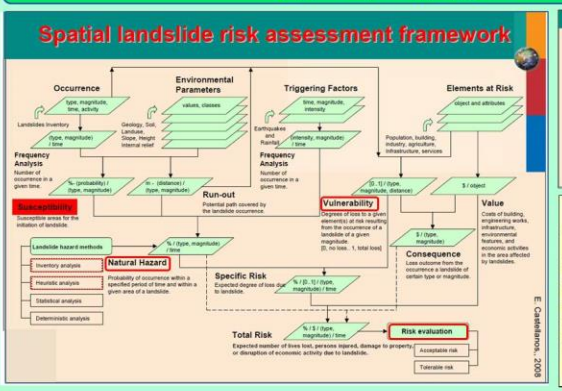 Spatial landslide risk assessment framework
Occurrence
Environmental
Parameters
Triggering Factors
Elements at Risk
type, magnitude,
time, activity
values, classes
time, magnitude,
intensity
object and attributes
Landslides Inventory
Geology, Soil,
Landuse,
Slope, Height
Internal relief
Earthquakes
and
Rainfall
Population, building,
industry, agriculture,
infrastructure, services
(type, magnitude)
/ time
(intensity, magnitude)
/ time
Frequency
Analysis
Number of
occurrence in a
given time.
Frequency
Analysis
Number of
occurrence in a
given time.
%- (probability) /
(type, magnitude)
m - (distance) /
(type, magnitude)
[0..1] / (type,
magnitude, distance)
$ / object
Run-out
Potential path covered by
the landslide occurrence.
Susceptibility
Susceptible areas for the
initiation of landslide.
Vulnerability
Degrees of loss to a given
element(s) at risk resulting
from the occurrence of a
landslide of a given
magnitude.
[0, no loss.. 1, total loss]
Value
Costs of building,
engineering works,
infrastructure,
environmental
features, and
economic activities
in the area affected
by landslides.
$ / (type,
magnitude)
Landslide hazard methods
% / (type, magnitude)
/ time
Consequence
Loss outcome from the
occurrence a landslide of
certain type or magnitude.
Inventory analysis
Natural Hazard
Heuristic analysis
Probability of occurrence within a
specified period of time and within a
given area of a landslide.
Specific Risk
Expected degree of loss due
to landslide.
% / [0..1] / (type,
magnitude) / time
Statistical analysis
Deterministic analysis
Total Risk
% / $ / (type,
magnitude) / time
Risk evaluation
Expected number of lives lost, persons injured, damage to property,
or disruption of economic activity due to landslide.
Acceptable risk
Tolerable risk
E. Castellanos., 2008